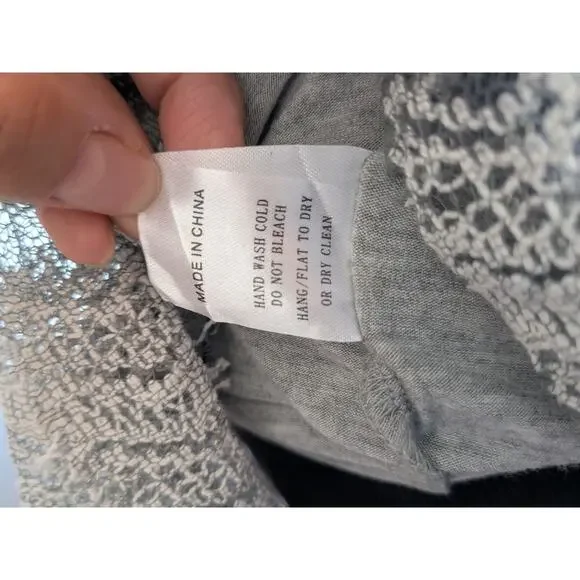 MADE IN CHINA
HAND WASH COLD
DO NOT BLEACH
HANG/FLAT TO DRY
OR DRY CLEAN